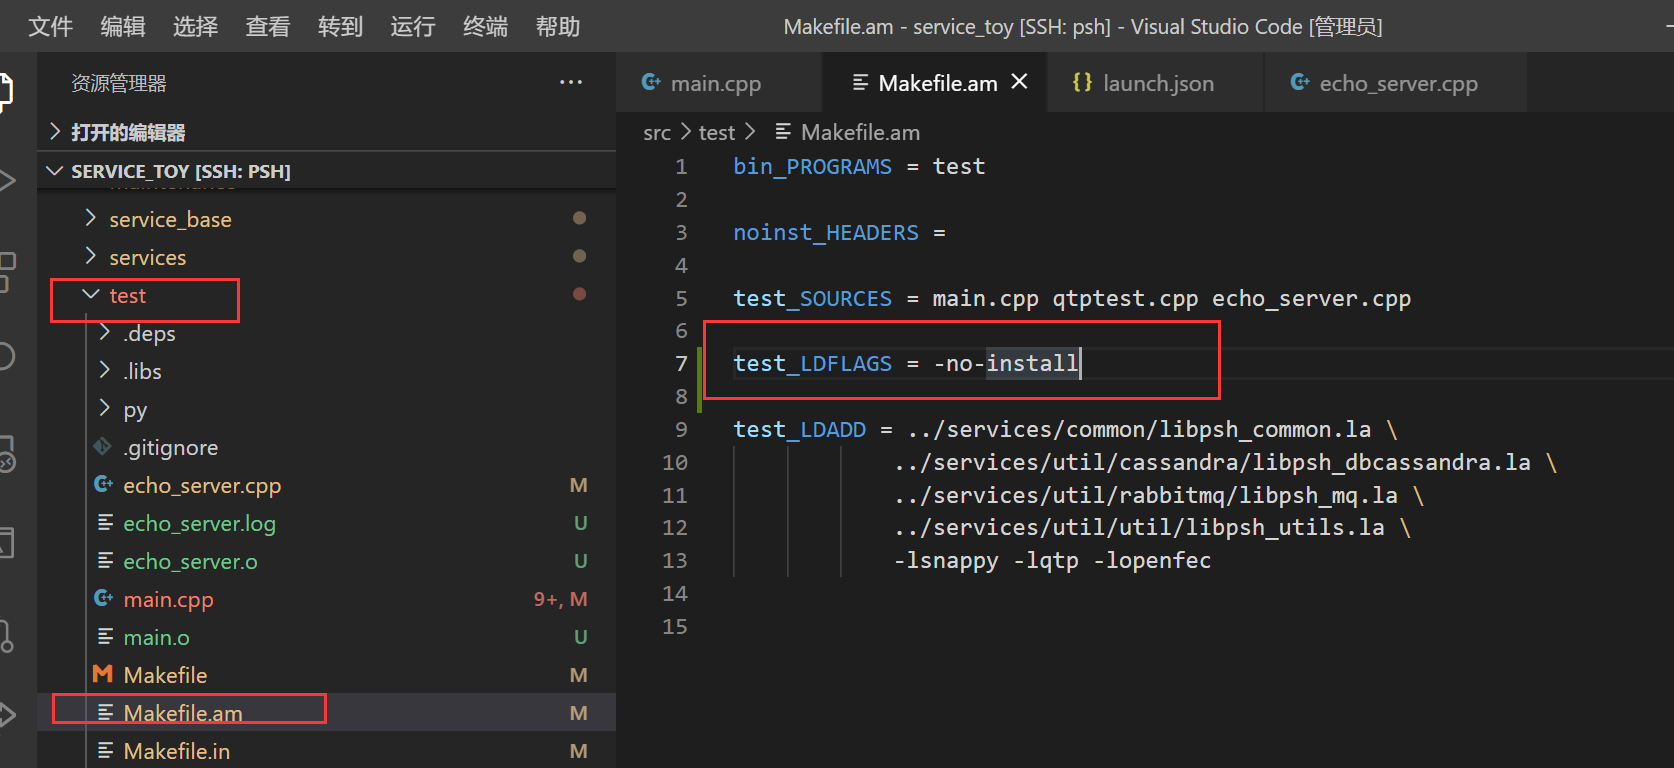 文件 编辑 选择 查看 转到 运行 终端 帮助 Makefile.am - service_toy [SSH: psh] - Visual Studio Code [管理员]
资源管理器 ...
打开的编辑器
SERVICE_TOY [SSH: PSH]
maintenance
service_base
services
test
.deps
.libs
py
.gitignore
echo_server.cpp M
echo_server.log U
echo_server.o U
main.cpp 9+, M
main.o U
Makefile M
Makefile.am M
Makefile.in M
main.cpp Makefile.am launch.json echo_server.cpp
src > test > Makefile.am
1 bin_PROGRAMS = test
2
3 noinst_HEADERS =
4
5 test_SOURCES = main.cpp qtptest.cpp echo_server.cpp
6
7 test_LDFLAGS = -no-install
8
9 test_LDADD = ../services/common/libpsh_common.la \
10 ../services/util/cassandra/libpsh_dbcassandra.la \
11 ../services/util/rabbitmq/libpsh_mq.la \
12 ../services/util/util/libpsh_utils.la \
13 -lsnappy -lqtp -lopenfec
14
15